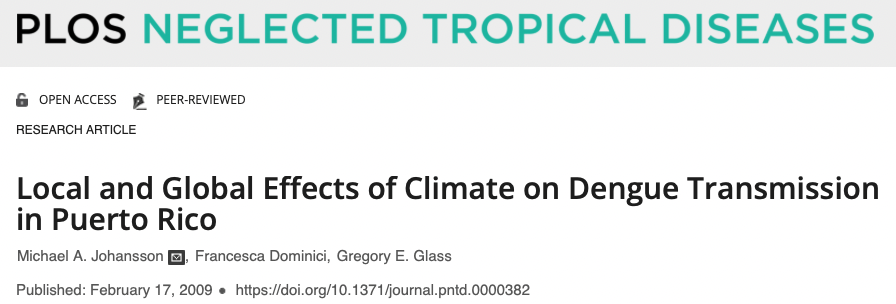 PLOS NEGLECTED TROPICAL DISEASES
OPEN ACCESS PEER-REVIEWED
RESEARCH ARTICLE
Local and Global Effects of Climate on Dengue Transmission
in Puerto Rico
Michael A. Johansson , Francesca Dominici, Gregory E. Glass
Published: February 17, 2009 • https://doi.org/10.1371/journal.pntd.0000382